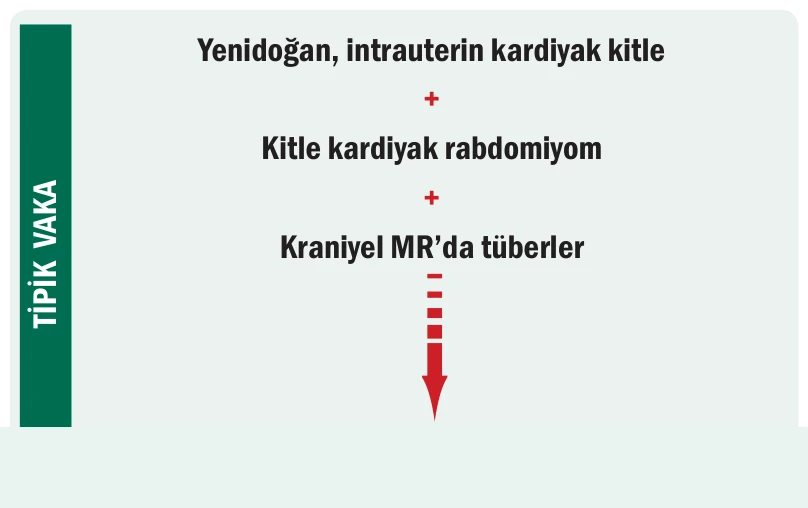 TİPİK VAKA
Yenidoğan, intrauterin kardiyak kitle
+
Kitle kardiyak rabdomiyom
+
Kraniyel MR’da tüberler